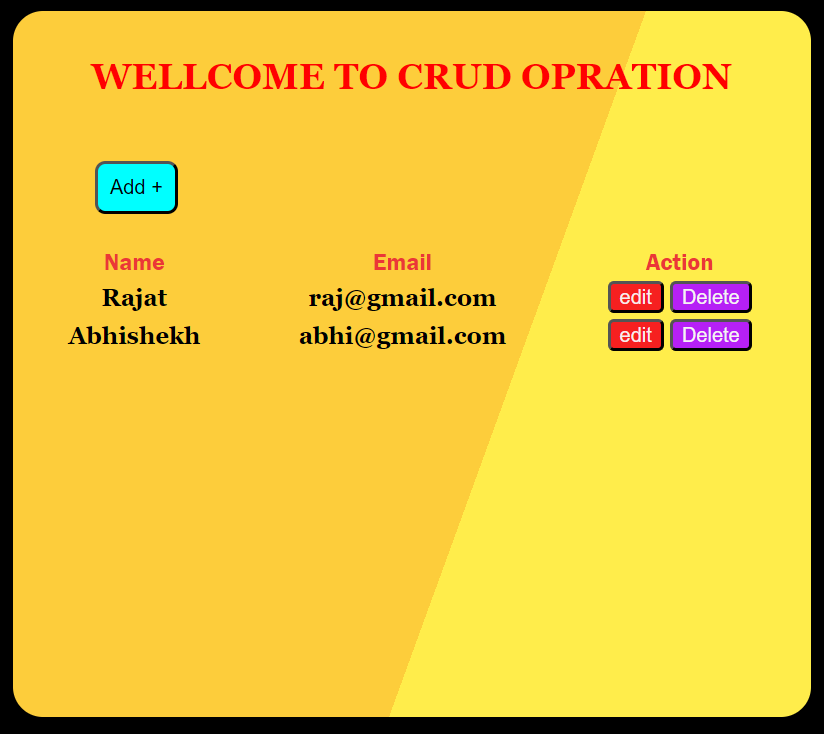 WELLCOME TO CRUD OPRATION
Add +
Name Email Action
Rajat raj@gmail.com edit Delete
Abhishekh abhi@gmail.com edit Delete